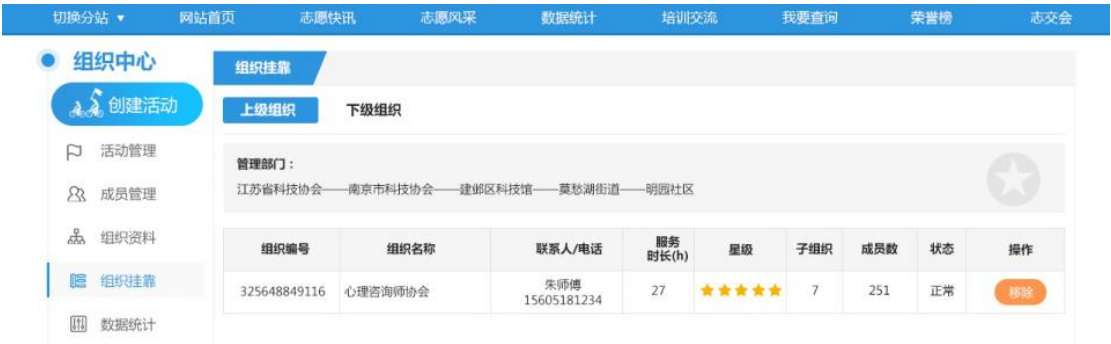 切换分站 ▼ 网站首页 志愿快讯 志愿风采 数据统计 培训交流 我要查询 荣誉榜 志交会
组织中心
创建活动
活动管理
成员管理
组织资料
组织挂靠
数据统计
组织挂靠
上级组织 下级组织
管理部门：
江苏省科技协会——南京市科技协会——建邺区科技馆——莫愁湖街道——明园社区
组织编号 组织名称 联系人/电话 服务时长(h) 星级 子组织 成员数 状态 操作
325648849116 心理咨询师协会 朱师傅 15605181234 27 7 251 正常 移除